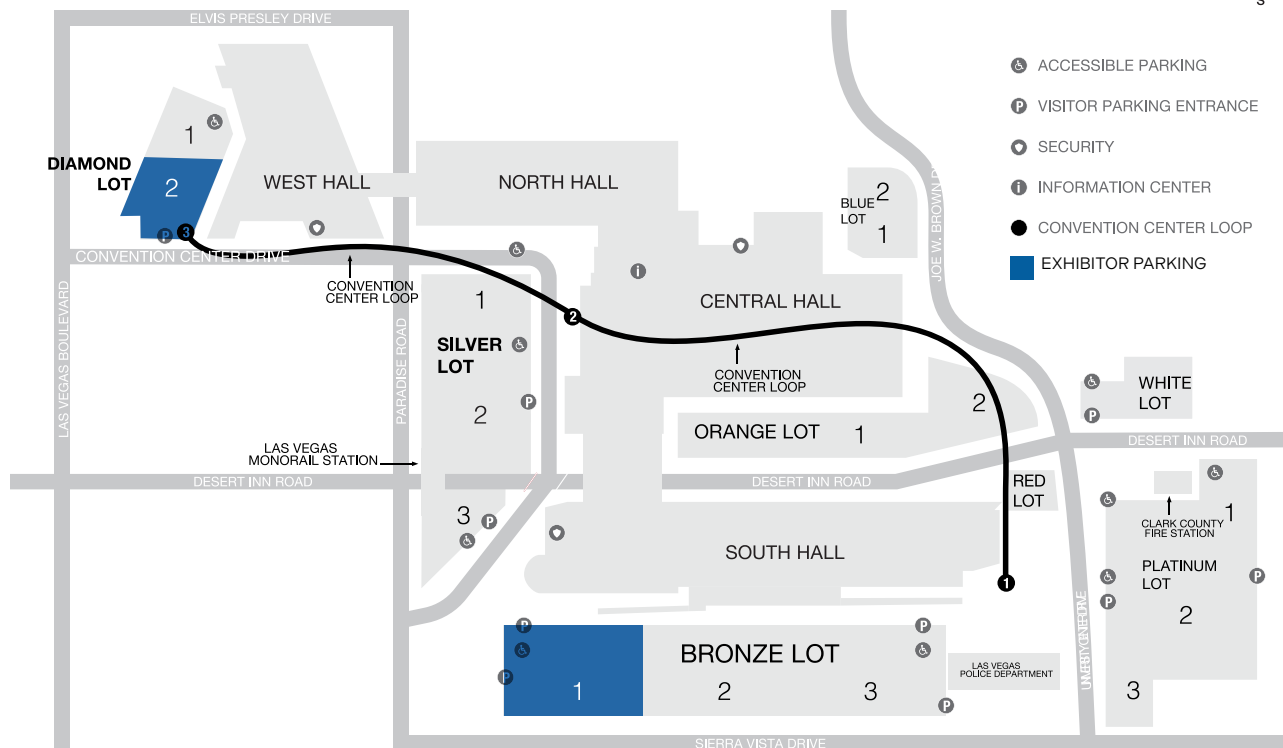 S
ELVIS PRESLEY DRIVE
ACCESSIBLE PARKING
VISITOR PARKING ENTRANCE
SECURITY
INFORMATION CENTER
CONVENTION CENTER LOOP
EXHIBITOR PARKING
1
DIAMOND
LOT
2
WEST HALL
NORTH HALL
2
BLUE
LOT
1
JOE W. BROWN
3
P
CONVENTION CENTER DRIVE
CONVENTION
CENTER LOOP
LAS VEGAS BOULEVARD
PARADISE ROAD
1
SILVER
LOT
2
2
CENTRAL HALL
CONVENTION
CENTER LOOP
P
WHITE
LOT
P
2
ORANGE LOT
1
DESERT INN ROAD
LAS VEGAS
MONORAIL STATION
DESERT INN ROAD
DESERT INN ROAD
RED
LOT
3
P
SOUTH HALL
1
CLARK COUNTY
FIRE STATION
1
PLATINUM
LOT
P
P
2
3
UNIVERSITY CENTER DRIVE
P
P
P
1
BRONZE LOT
2
3
P
LAS VEGAS
POLICE DEPARTMENT
SIERRA VISTA DRIVE